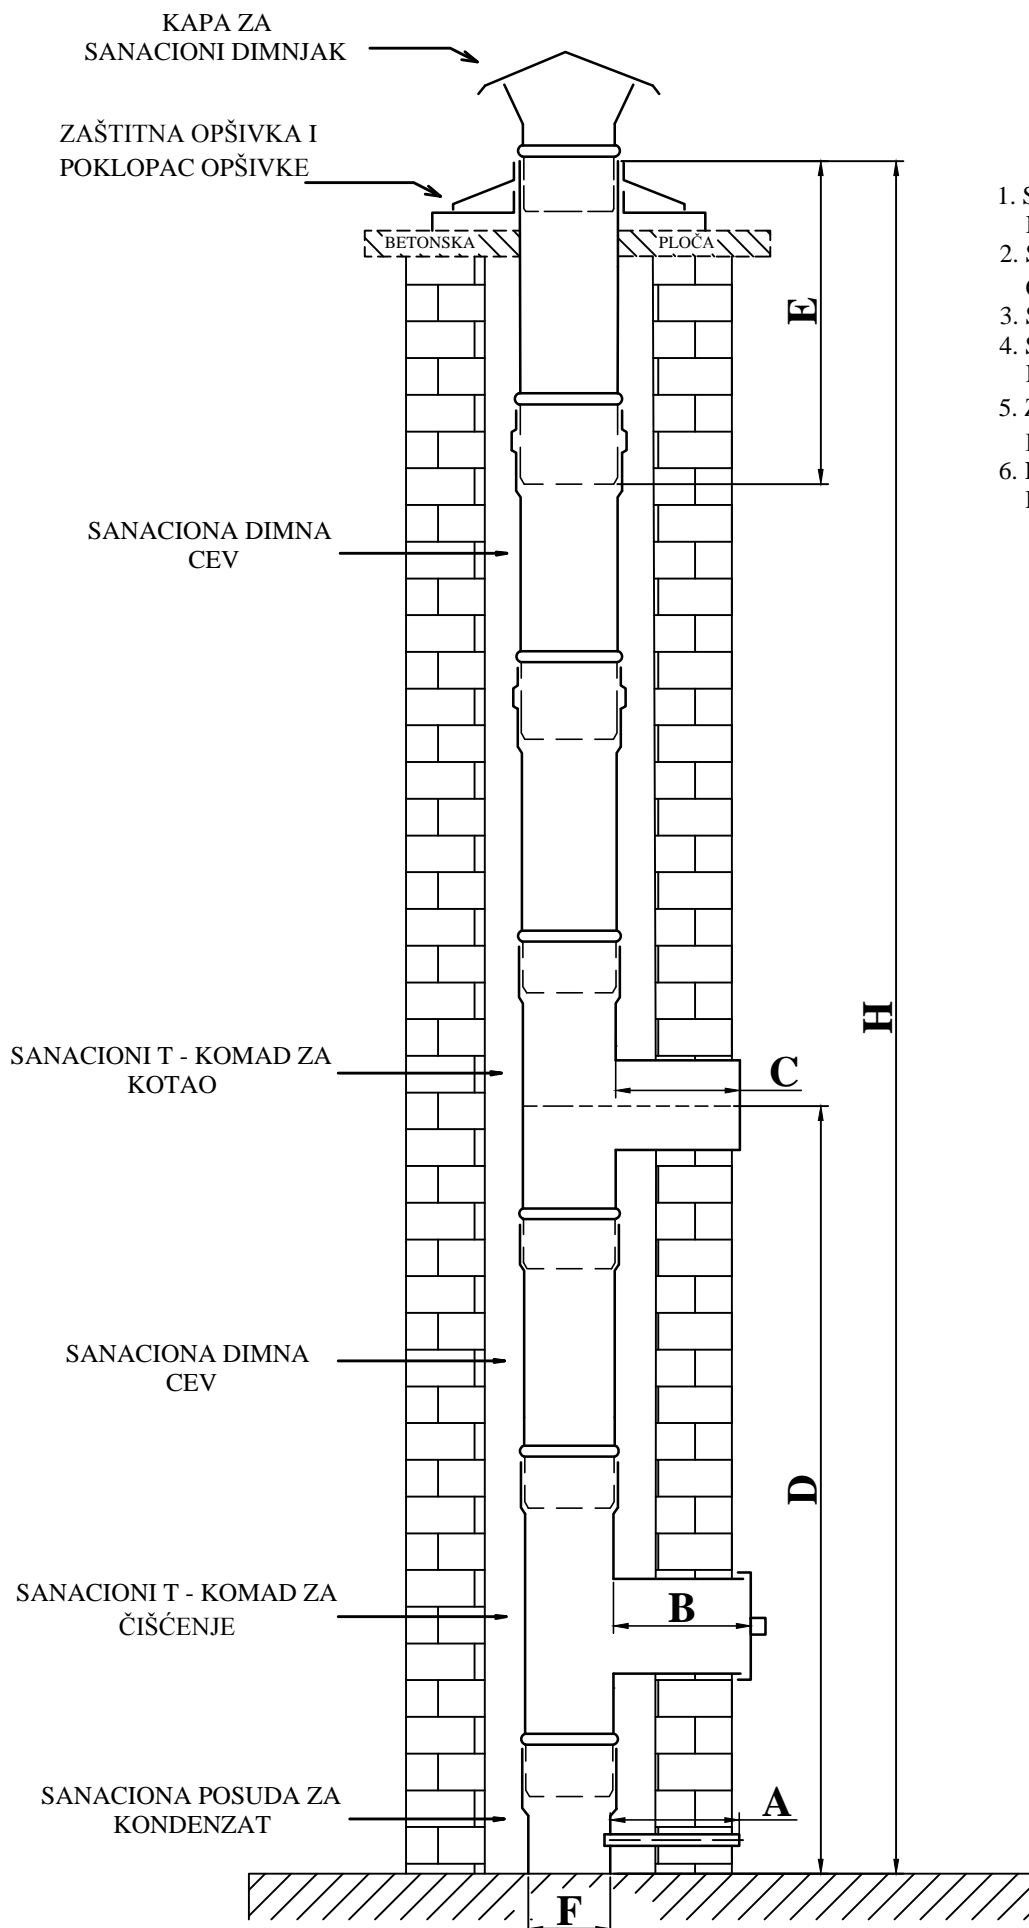 KAPA ZA
SANACIONI DIMNJAK
ZAŠTITNA OPŠIVKA I
POKLOPAC OPŠIVKE
BETONSKA
PLOČA
E
1. S
2. S
3. S
4. S
5. Z
6.
SANACIONA DIMNA
CEV
H
SANACIONI T - KOMAD ZA
KOTAO
C
SANACIONA DIMNA
CEV
D
SANACIONI T - KOMAD ZA
ČIŠĆENJE
B
SANACIONA POSUDA ZA
KONDENZAT
A
F